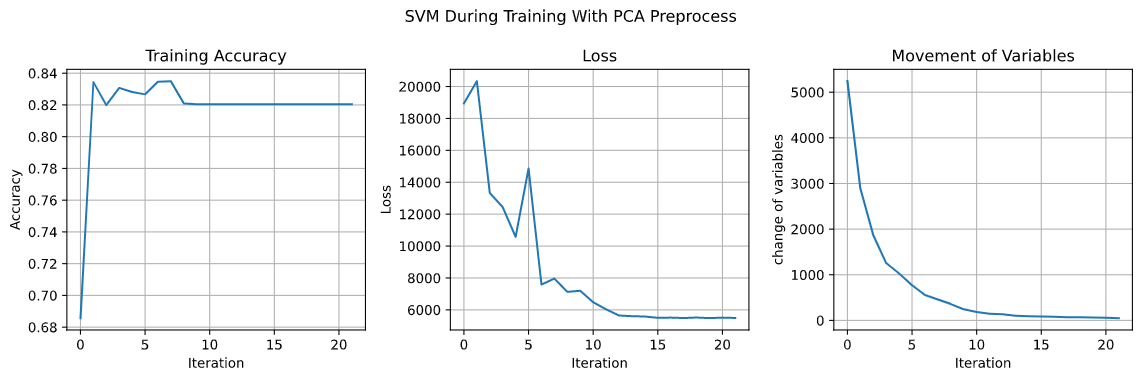 SVM During Training With PCA Preprocess
Training Accuracy
Accuracy
0.84
0.82
0.80
0.78
0.76
0.74
0.72
0.70
0.68
0 5 10 15 20
Iteration
Loss
Loss
20000
18000
16000
14000
12000
10000
8000
6000
0 5 10 15 20
Iteration
Movement of Variables
change of variables
5000
4000
3000
2000
1000
0
0 5 10 15 20
Iteration